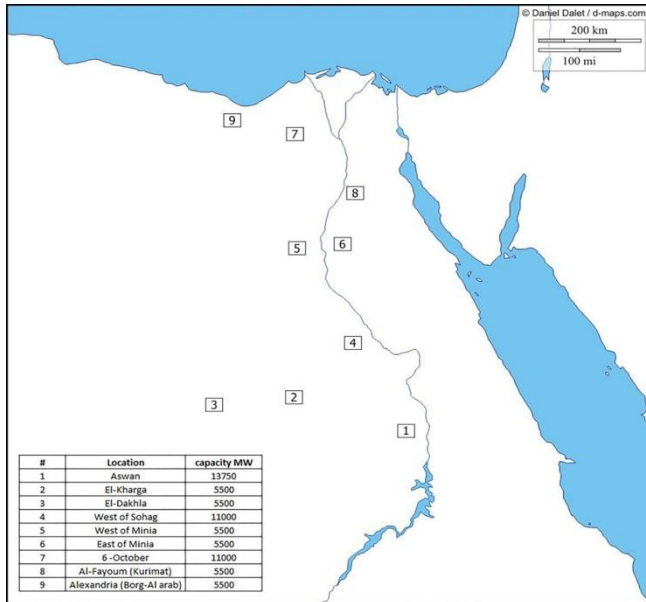 © Daniel Dalet / d-maps.com
200 km
100 mi
9
7
8
5
6
4
2
3
1
# Location capacity MW
1 Aswan 13750
2 El-Kharga 5500
3 El-Dakhla 5500
4 West of Sohag 11000
5 West of Minia 5500
6 East of Minia 5500
7 6 -October 11000
8 Al-Fayoum (Kurimat) 5500
9 Alexandria (Borg-Al arab) 5500